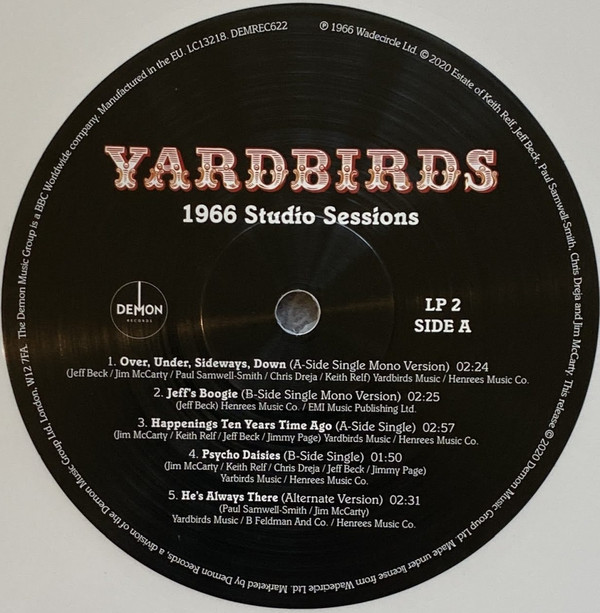 The Demon Music Group is a BBC Worldwide company. Manufactured in the EU. LC13218. DEMREC622
℗ 1966 Wadecircle Ltd. © 2020 Estate of Keith Relf, Jeff Beck, Paul Samwell-Smith, Chris Dreja and Jim McCarty. This release © 2020 Demon Music Group Ltd. Made under license from Wadecircle Ltd. Marketed by Demon Records, a division of the Demon Music Group Ltd. London, W12 7FA.
YARDBIRDS
1966 Studio Sessions
DEMON
RECORDS
LP 2
SIDE A
1. Over, Under, Sideways, Down (A-Side Single Mono Version) 02:24
(Jeff Beck / Jim McCarty / Paul Samwell-Smith / Chris Dreja / Keith Relf) Yardbirds Music / Henrees Music Co.
2. Jeff's Boogie (B-Side Single Mono Version) 02:25
(Jeff Beck) Henrees Music Co. / EMI Music Publishing Ltd.
3. Happenings Ten Years Time Ago (A-Side Single) 02:57
(Jim McCarty / Keith Relf / Jeff Beck / Jimmy Page) Yardbirds Music / Henrees Music Co.
4. Psycho Daisies (B-Side Single) 01:50
(Jim McCarty / Keith Relf / Chris Dreja / Jeff Beck / Jimmy Page)
Yarbirds Music / Henrees Music Co.
5. He's Always There (Alternate Version) 02:31
(Paul Samwell-Smith / Jim McCarty)
Yardbirds Music / B Feldman And Co. / Henrees Music Co.